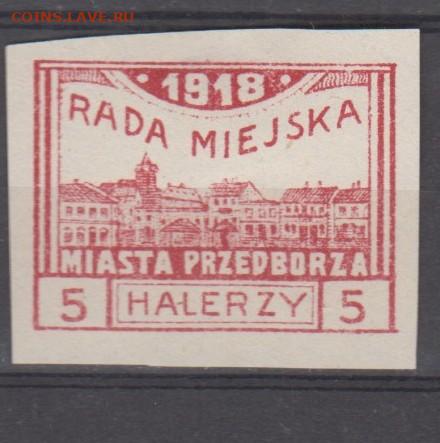 COINS.LAVE.RU
· 1918 ·
RADA MIEJSKA
MIASTA PRZEDBORZA
5 HALERZY 5